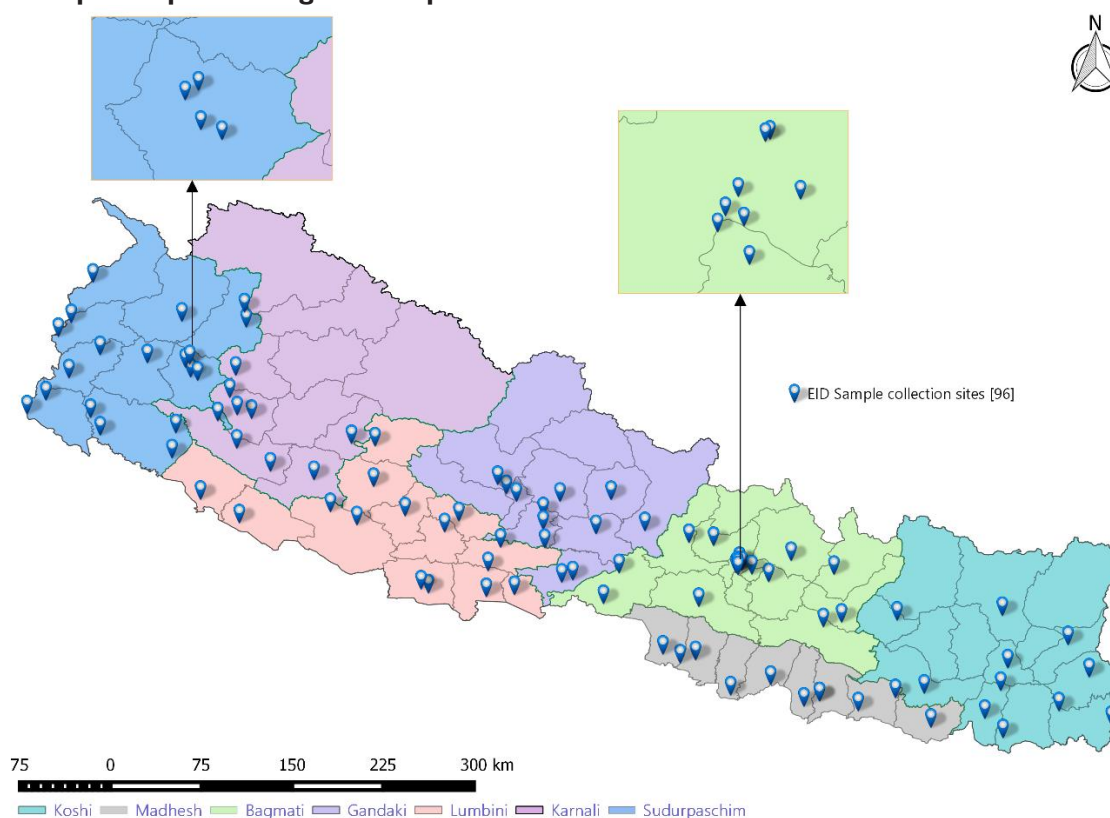 N
EID Sample collection sites [96]
75 0 75 150 225 300 km
Koshi Madhesh Bagmati Gandaki Lumbini Karnali Sudurpaschim